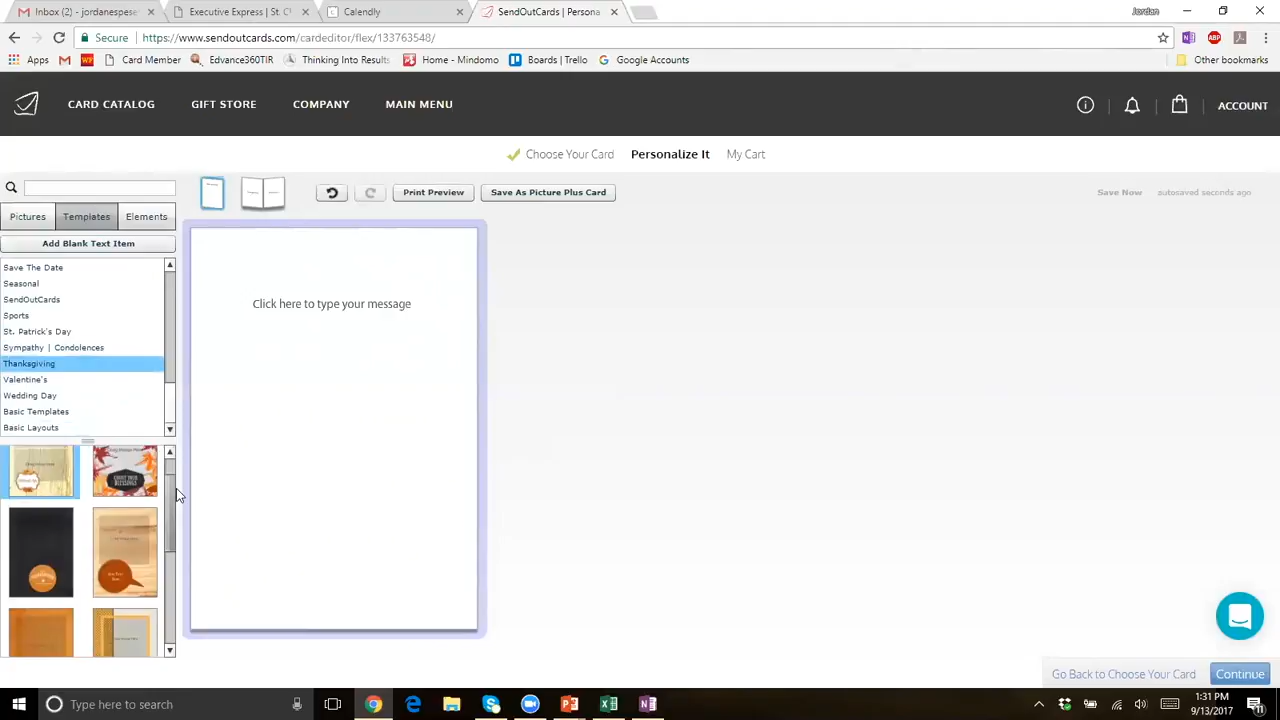 Inbox (2) - jordanespese
Executive Express | St. C
Calendly
SendOutCards | Persona
Jordan
Secure
https://www.sendoutcards.com/cardeditor/flex/133763548/
Apps
Card Member
Edvance360TIR
Thinking Into Results
Home - Mindomo
Boards | Trello
Google Accounts
Other bookmarks
CARD CATALOG
GIFT STORE
COMPANY
MAIN MENU
ACCOUNT
Choose Your Card
Personalize It
My Cart
Print Preview
Save As Picture Plus Card
Save Now
autosaved seconds ago
Pictures
Templates
Elements
Add Blank Text Item
Save The Date
Seasonal
SendOutCards
Sports
St. Patrick's Day
Sympathy | Condolences
Thanksgiving
Valentine's
Wedding Day
Basic Templates
Basic Layouts
Click here to type your message
Go Back to Choose Your Card
Continue
Type here to search
1:31 PM
9/13/2017